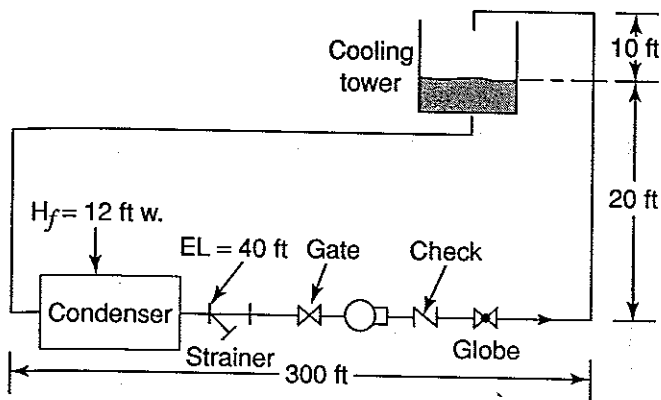 Cooling
tower
10 ft
20 ft
H_f = 12 ft w.
EL = 40 ft
Gate
Check
Condenser
Strainer
Globe
300 ft